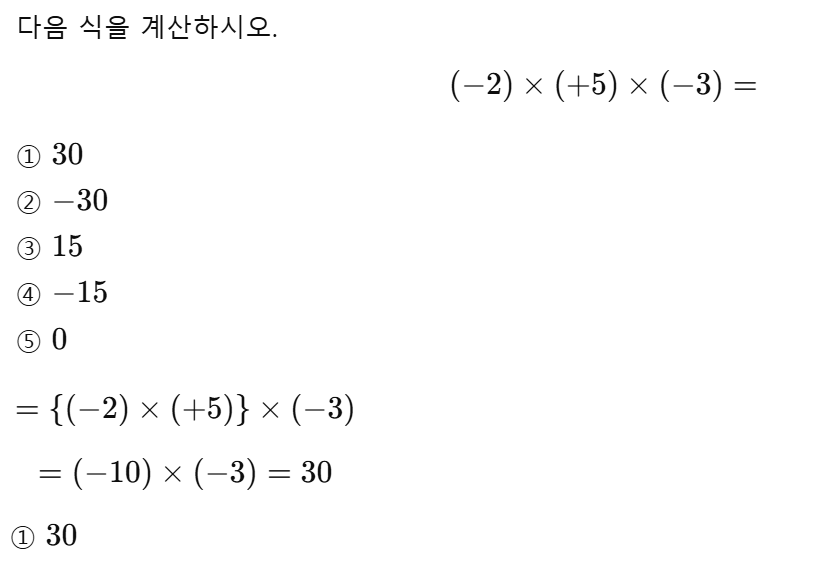 다음 식을 계산하시오.
(−2) × (+5) × (−3) =
① 30
② −30
③ 15
④ −15
⑤ 0
= {(−2) × (+5)} × (−3)
= (−10) × (−3) = 30
① 30